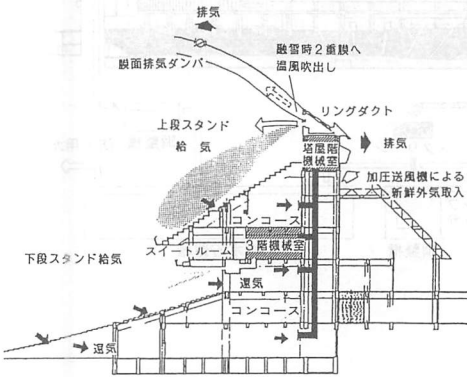 排気
融雪時2重膜へ
温風吹出し
膜面排気ダンパ
リングダクト
上段スタンド
給気
排気
塔屋階
機械室
加圧送風機による
新鮮外気取入
コンコース
スイートルーム
3階機械室
下段スタンド給気
還気
コンコース
還気